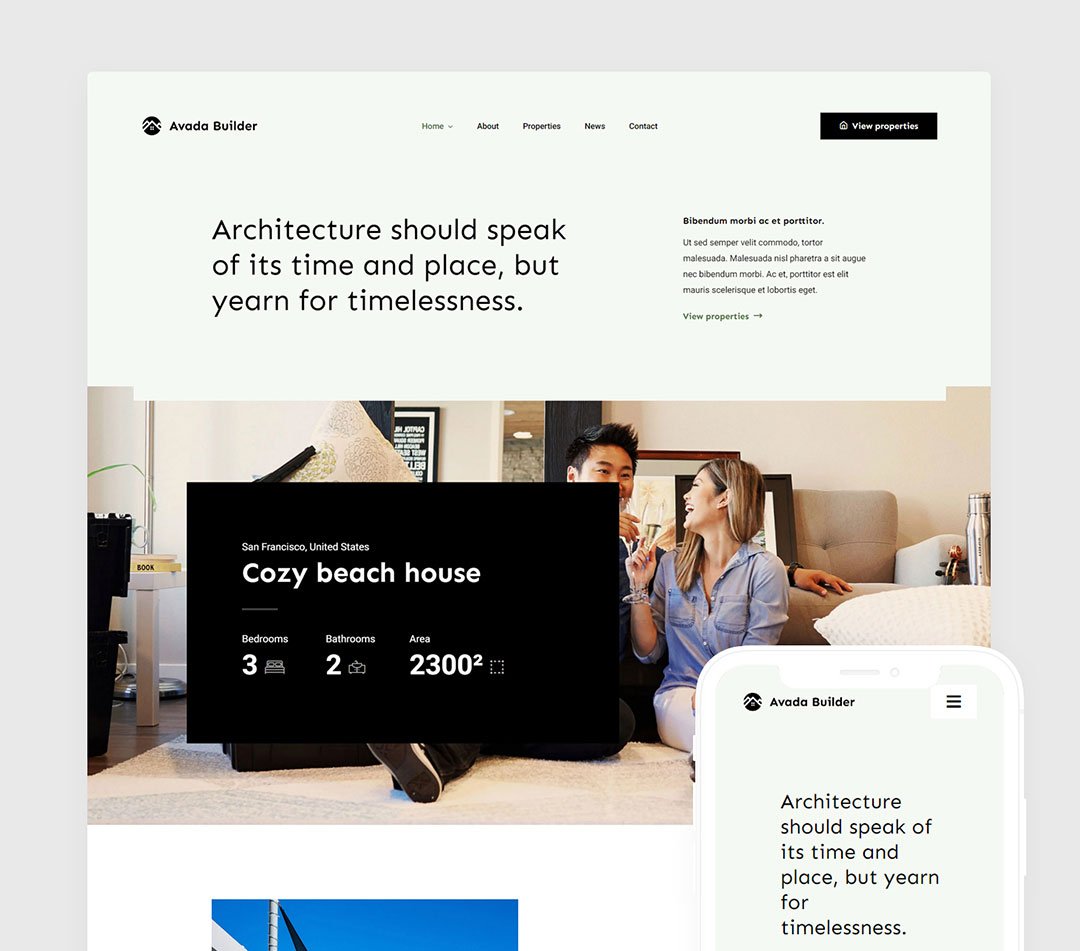 Avada Builder
Home
About
Properties
News
Contact
View properties
Architecture should speak
of its time and place, but
yearn for timelessness.
Bibendum morbi ac et porttitor.
Ut sed semper velit commodo, tortor
malesuada. Malesuada nisl pharetra a sit augue
nec bibendum morbi. Ac et, porttitor est elit
mauris scelerisque et lobortis eget.
View properties →
BOOK
San Francisco, United States
Cozy beach house
Bedrooms
3
Bathrooms
2
Area
2300²
Avada Builder
Architecture
should speak of
its time and
place, but yearn
for
timelessness.